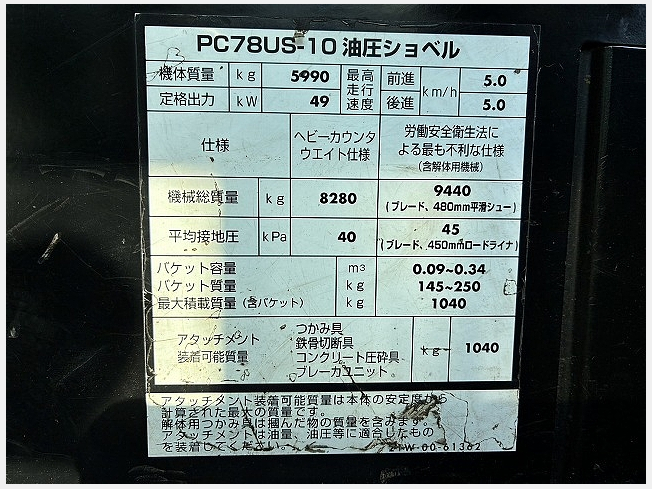 PC78US-10 油圧ショベル
機体質量 kg 5990 最高走行速度 前進 km/h 5.0
定格出力 kW 49 後進 5.0
仕様 ヘビーカウンタウエイト仕様 労働安全衛生法による最も不利な仕様(含解体用機械)
機械総質量 kg 8280 9440
(ブレード、480mm平滑シュー)
平均接地圧 kPa 40 45
(ブレード、450mmロードライナ)
バケット容量 m³ 0.09~0.34
バケット質量 kg 145~250
最大積載質量(含バケット) kg 1040
アタッチメント装着可能質量 つかみ具 kg 1040
鉄骨切断具
コンクリート圧砕具
ブレーカユニット
アタッチメント装着可能質量は本体の安定度から
計算された最大の質量です。
解体用つかみ具は掴んだ物の質量を含みます。
アタッチメントは油量、油圧等に適合したもの
を装着してください。 21W-00-61362